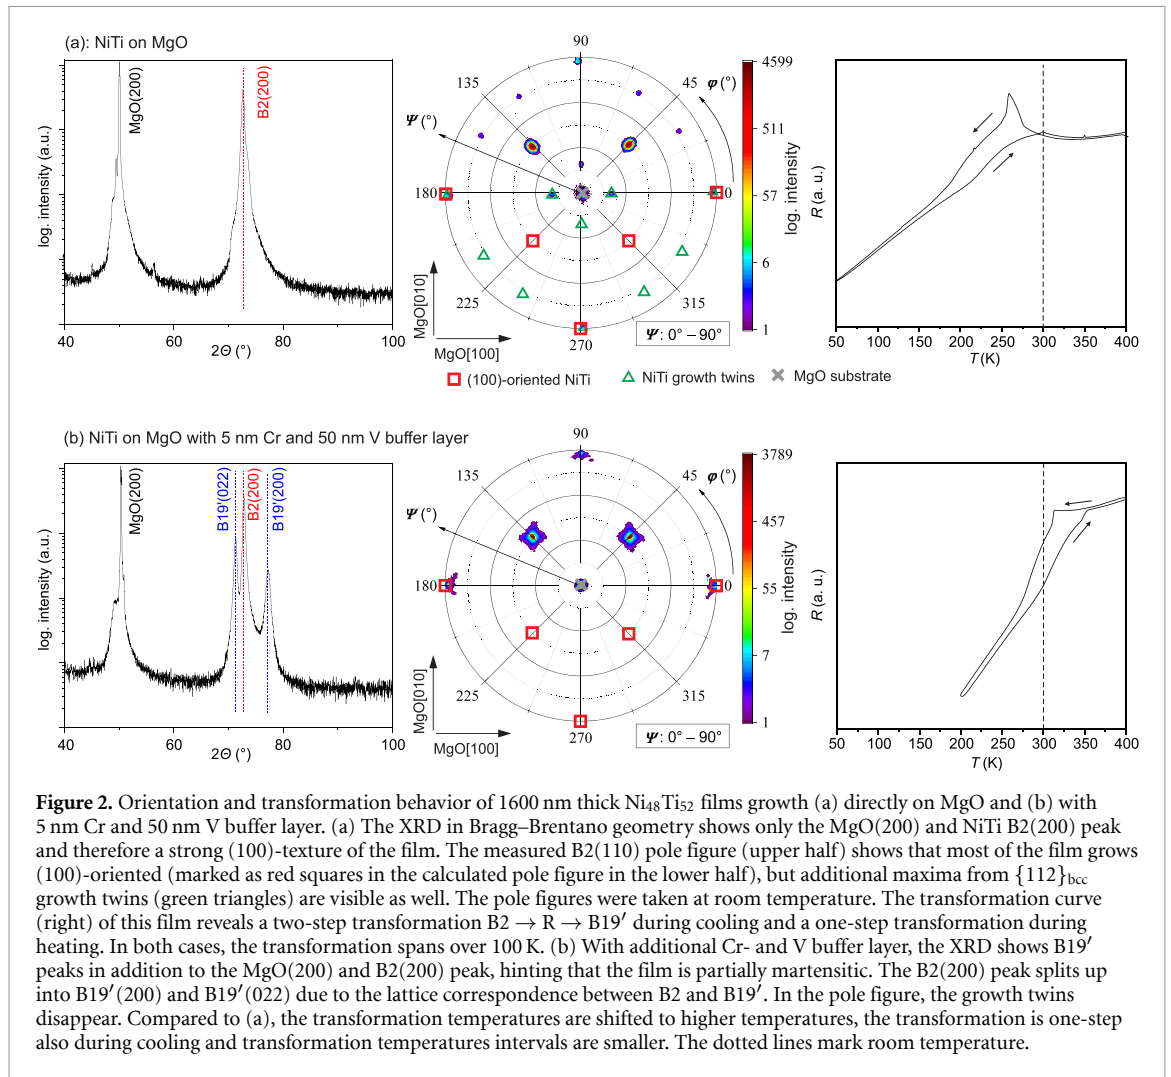 (a): NiTi on MgO
log. intensity (a.u.)
MgO(200)
B2(200)
40 60 80 100
2Θ (°)
90
135
45
φ (°)
Ψ (°)
180
0
225
315
270
MgO[010]
MgO[100]
Ψ: 0° – 90°
4599
511
57
6
1
log. intensity
R (a. u.)
50 100 150 200 250 300 350 400
T (K)
(100)-oriented NiTi
NiTi growth twins
MgO substrate
(b) NiTi on MgO with 5 nm Cr and 50 nm V buffer layer
log. intensity (a.u.)
MgO(200)
B19′(022)
B2(200)
B19′(200)
40 60 80 100
2Θ (°)
90
135
45
φ (°)
Ψ (°)
180
0
225
315
270
MgO[010]
MgO[100]
Ψ: 0° – 90°
3789
457
55
7
1
log. intensity
R (a. u.)
50 100 150 200 250 300 350 400
T (K)
Figure 2. Orientation and transformation behavior of 1600 nm thick Ni₄₈Ti₅₂ films growth (a) directly on MgO and (b) with
5 nm Cr and 50 nm V buffer layer. (a) The XRD in Bragg–Brentano geometry shows only the MgO(200) and NiTi B2(200) peak
and therefore a strong (100)-texture of the film. The measured B2(110) pole figure (upper half) shows that most of the film grows
(100)-oriented (marked as red squares in the calculated pole figure in the lower half), but additional maxima from {112}bcc
growth twins (green triangles) are visible as well. The pole figures were taken at room temperature. The transformation curve
(right) of this film reveals a two-step transformation B2 → R → B19′ during cooling and a one-step transformation during
heating. In both cases, the transformation spans over 100 K. (b) With additional Cr- and V buffer layer, the XRD shows B19′
peaks in addition to the MgO(200) and B2(200) peak, hinting that the film is partially martensitic. The B2(200) peak splits up
into B19′(200) and B19′(022) due to the lattice correspondence between B2 and B19′. In the pole figure, the growth twins
disappear. Compared to (a), the transformation temperatures are shifted to higher temperatures, the transformation is one-step
also during cooling and transformation temperatures intervals are smaller. The dotted lines mark room temperature.